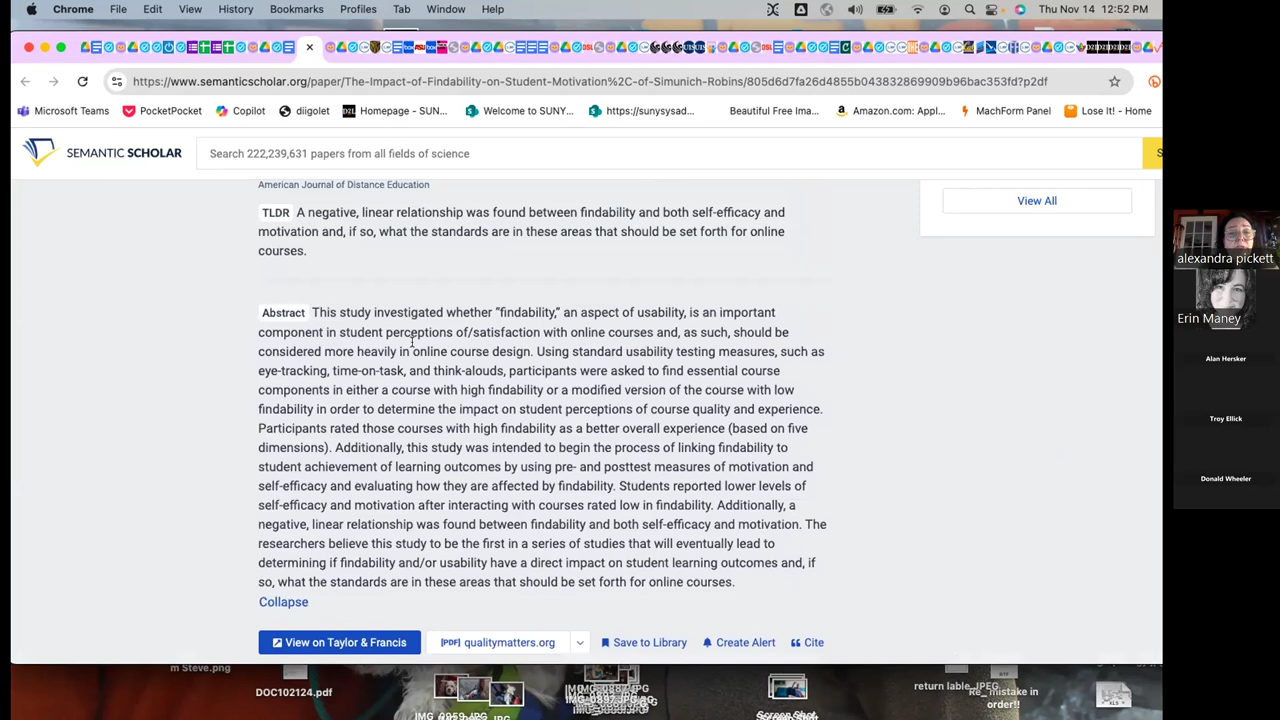 Chrome File Edit View History Bookmarks Profiles Tab Window Help Thu Nov 14 12:52 PM
https://www.semanticscholar.org/paper/The-Impact-of-Findability-on-Student-Motivation%2C-of-Simunich-Robins/805d6d7fa26d4855b043832869909b96bac353fd?p2df
Microsoft Teams PocketPocket Copilot diigolet Homepage - SUN... Welcome to SUNY... https://sunysysad... Beautiful Free Ima... Amazon.com: Appl... MachForm Panel Lose It! - Home
SEMANTIC SCHOLAR Search 222,239,631 papers from all fields of science S
American Journal of Distance Education
View All
TLDR A negative, linear relationship was found between findability and both self-efficacy and
motivation and, if so, what the standards are in these areas that should be set forth for online
courses.
Abstract This study investigated whether “findability,” an aspect of usability, is an important
component in student perceptions of/satisfaction with online courses and, as such, should be
considered more heavily in online course design. Using standard usability testing measures, such as
eye-tracking, time-on-task, and think-alouds, participants were asked to find essential course
components in either a course with high findability or a modified version of the course with low
findability in order to determine the impact on student perceptions of course quality and experience.
Participants rated those courses with high findability as a better overall experience (based on five
dimensions). Additionally, this study was intended to begin the process of linking findability to
student achievement of learning outcomes by using pre- and posttest measures of motivation and
self-efficacy and evaluating how they are affected by findability. Students reported lower levels of
self-efficacy and motivation after interacting with courses rated low in findability. Additionally, a
negative, linear relationship was found between findability and both self-efficacy and motivation. The
researchers believe this study to be the first in a series of studies that will eventually lead to
determining if findability and/or usability have a direct impact on student learning outcomes and, if
so, what the standards are in these areas that should be set forth for online courses.
Collapse
View on Taylor & Francis [PDF] qualitymatters.org Save to Library Create Alert Cite
alexandra pickett
Erin Maney
Alan Hersker
Troy Ellick
Donald Wheeler
m Steve.png
DOC102124.pdf
return lable_.JPEG
Re_ mistake in
order!!
Screen Shot
XLS